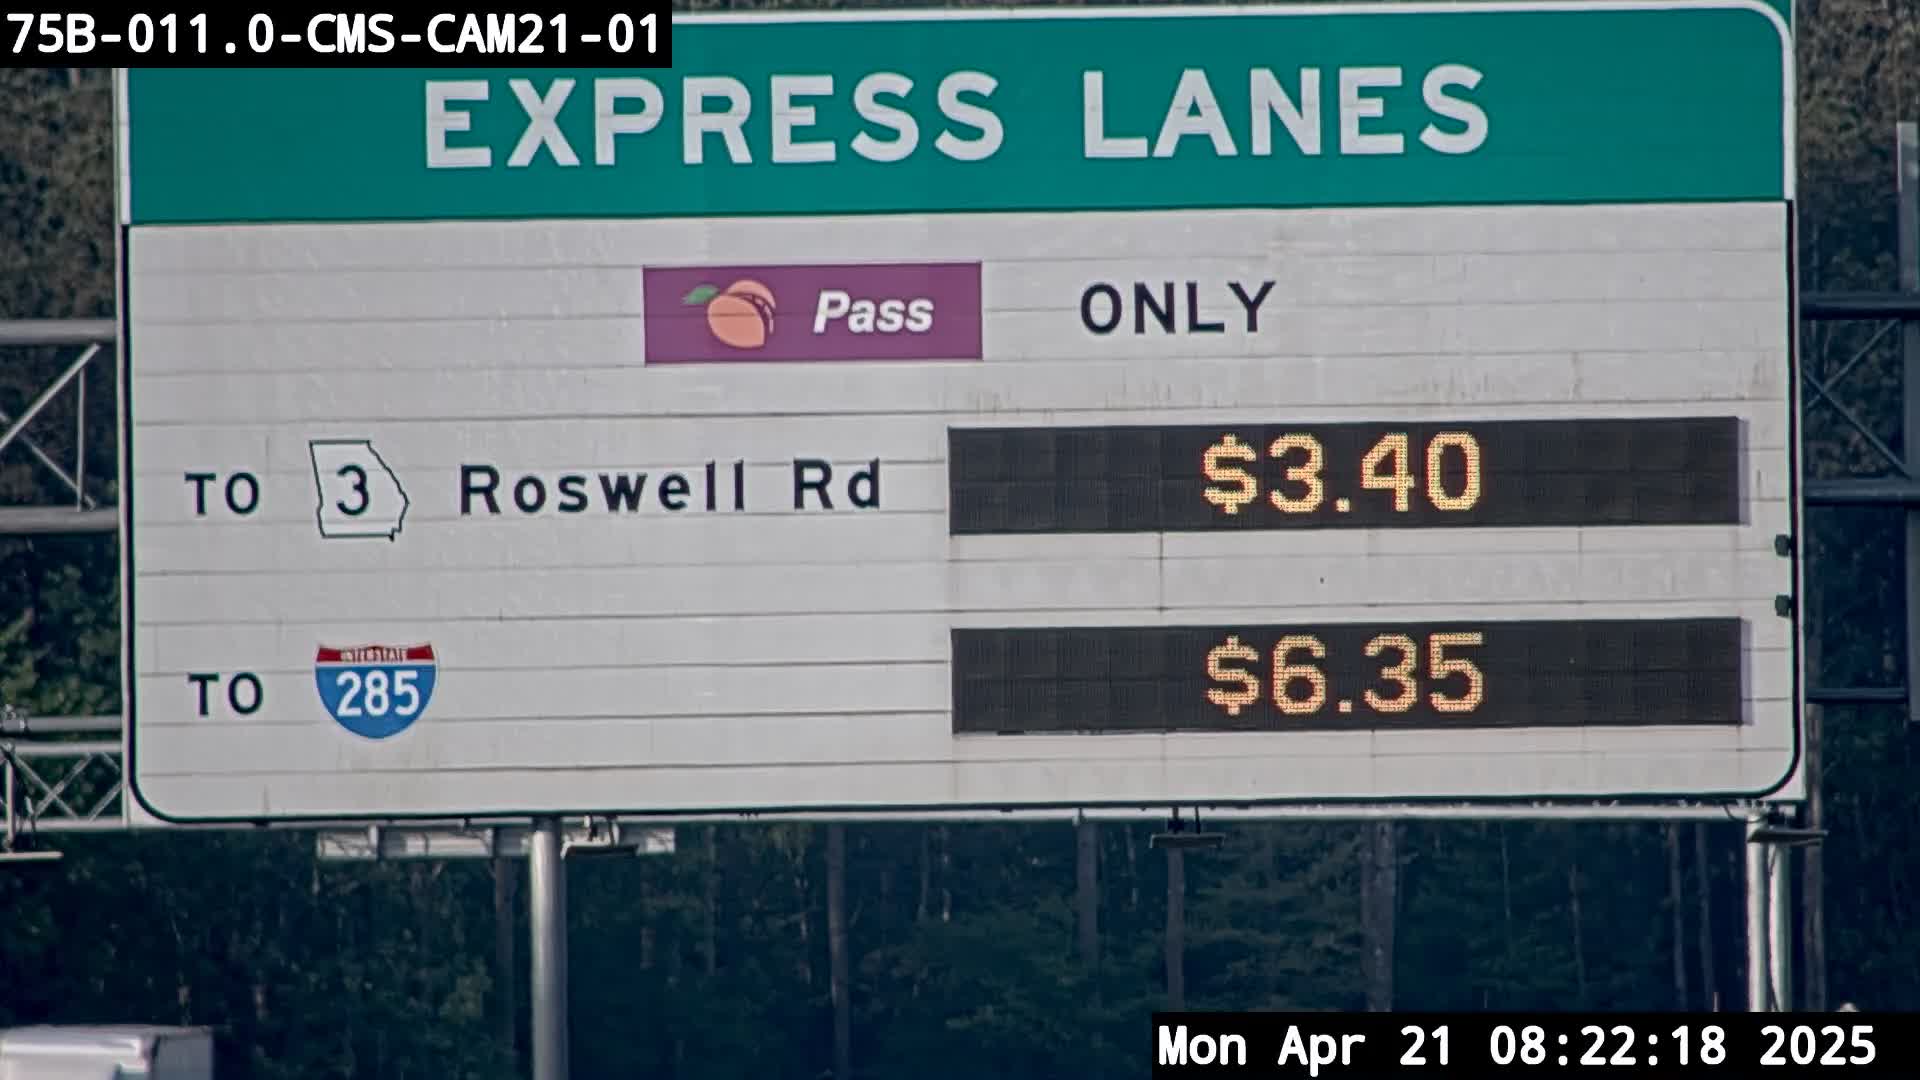 75B-011.0-CMS-CAM21-01
EXPRESS LANES
Pass ONLY
TO 3 Roswell Rd $3.40
INTERSTATE
TO 285 $6.35
Mon Apr 21 08:22:18 2025